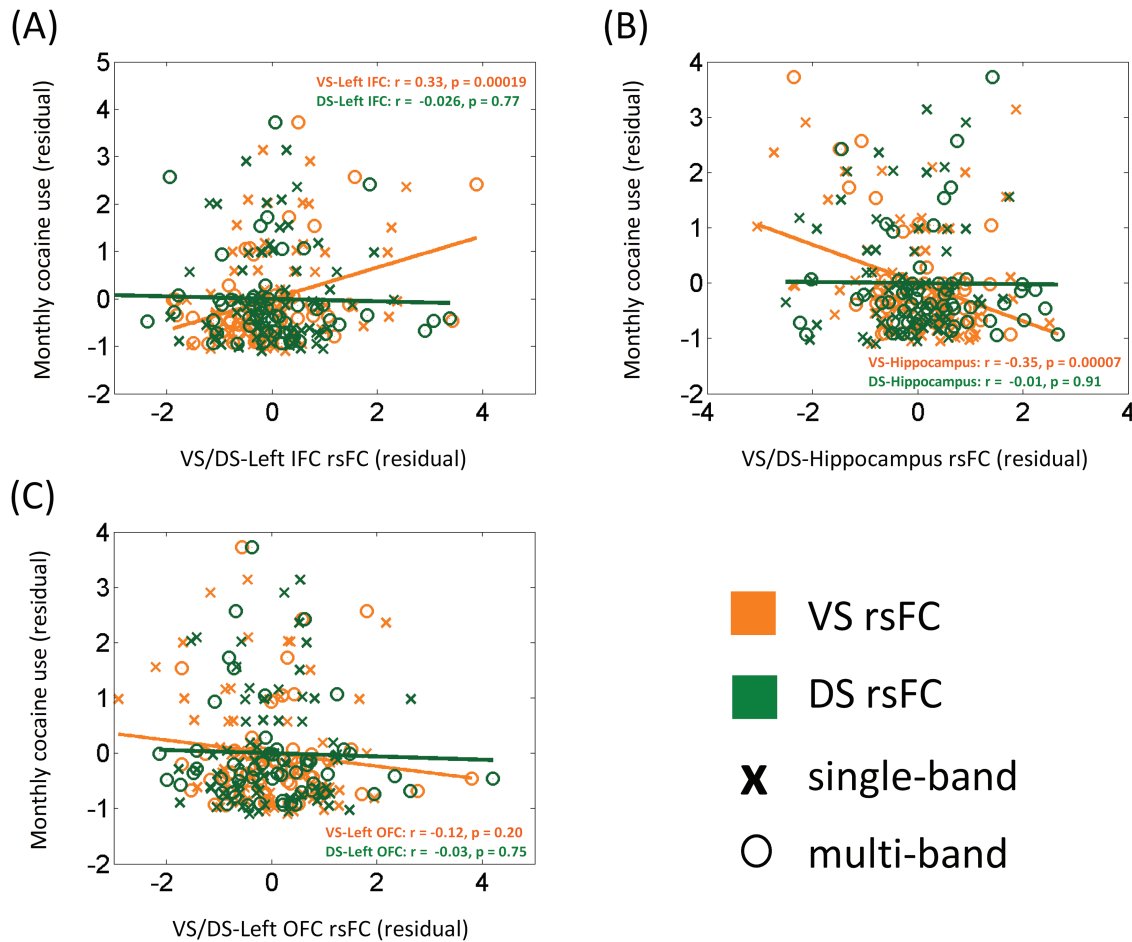 (A)
5
4
3
2
1
0
-1
-2
-2
0
2
4
Monthly cocaine use (residual)
VS-Left IFC: r = 0.33, p = 0.00019
DS-Left IFC: r = -0.026, p = 0.77
VS/DS-Left IFC rsFC (residual)
(B)
4
3
2
1
0
-1
-2
-4
-2
0
2
4
Monthly cocaine use (residual)
VS-Hippocampus: r = -0.35, p = 0.00007
DS-Hippocampus: r = -0.01, p = 0.91
VS/DS-Hippocampus rsFC (residual)
(C)
4
3
2
1
0
-1
-2
-2
0
2
4
Monthly cocaine use (residual)
VS-Left OFC: r = -0.12, p = 0.20
DS-Left OFC: r = -0.03, p = 0.75
VS/DS-Left OFC rsFC (residual)
VS rsFC
DS rsFC
single-band
multi-band